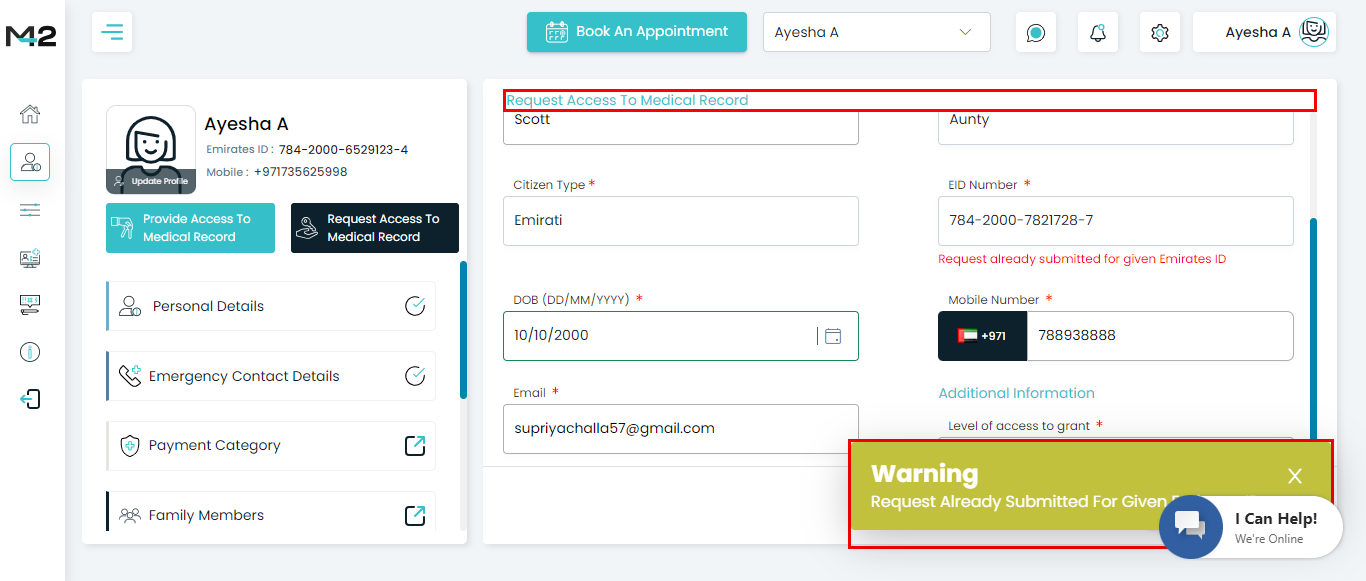 M42
Book An Appointment
Ayesha A
Ayesha A
Ayesha A
Emirates ID : 784-2000-6529123-4
Mobile : +971735625998
Update Profile
Provide Access To
Medical Record
Request Access To
Medical Record
Personal Details
Emergency Contact Details
Payment Category
Family Members
Request Access To Medical Record
Scott
Aunty
Citizen Type *
EID Number *
Emirati
784-2000-7821728-7
Request already submitted for given Emirates ID
DOB (DD/MM/YYYY) *
Mobile Number *
10/10/2000
+971 788938888
Email *
Additional Information
supriyachalla57@gmail.com
Level of access to grant *
Warning
X
Request Already Submitted For Given
I Can Help!
We're Online